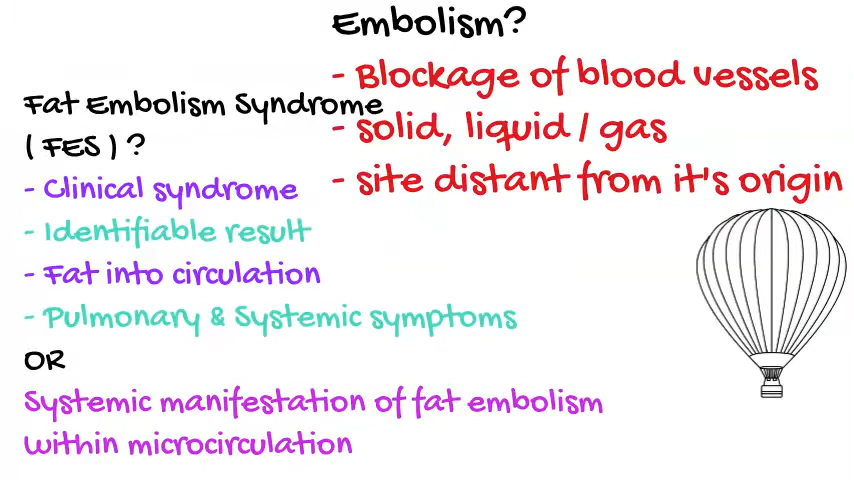 Embolism?
- Blockage of blood vessels
- solid, liquid / gas
- site distant from it's origin
Fat Embolism Syndrome
( FES ) ?
- Clinical syndrome
- Identifiable result
- Fat into circulation
- Pulmonary & Systemic symptoms
OR
Systemic manifestation of fat embolism
within microcirculation